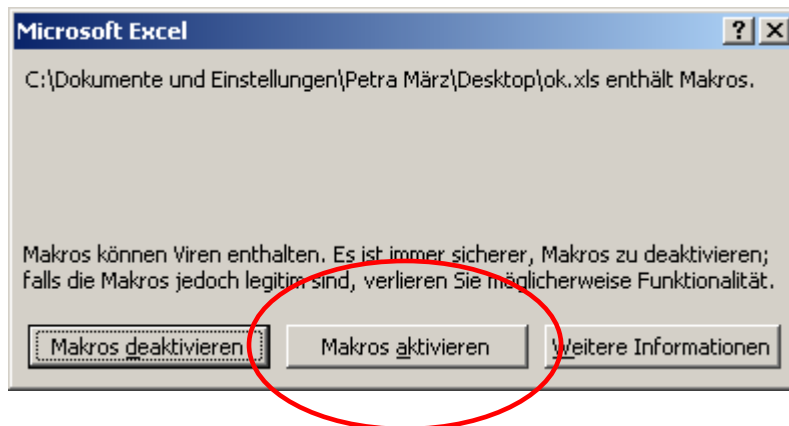 Microsoft Excel
C:\Dokumente und Einstellungen\Petra März\Desktop\ok.xls enthält Makros.
Makros können Viren enthalten. Es ist immer sicherer, Makros zu deaktivieren;
falls die Makros jedoch legitim sind, verlieren Sie möglicherweise Funktionalität.
Makros deaktivieren Makros aktivieren Weitere Informationen